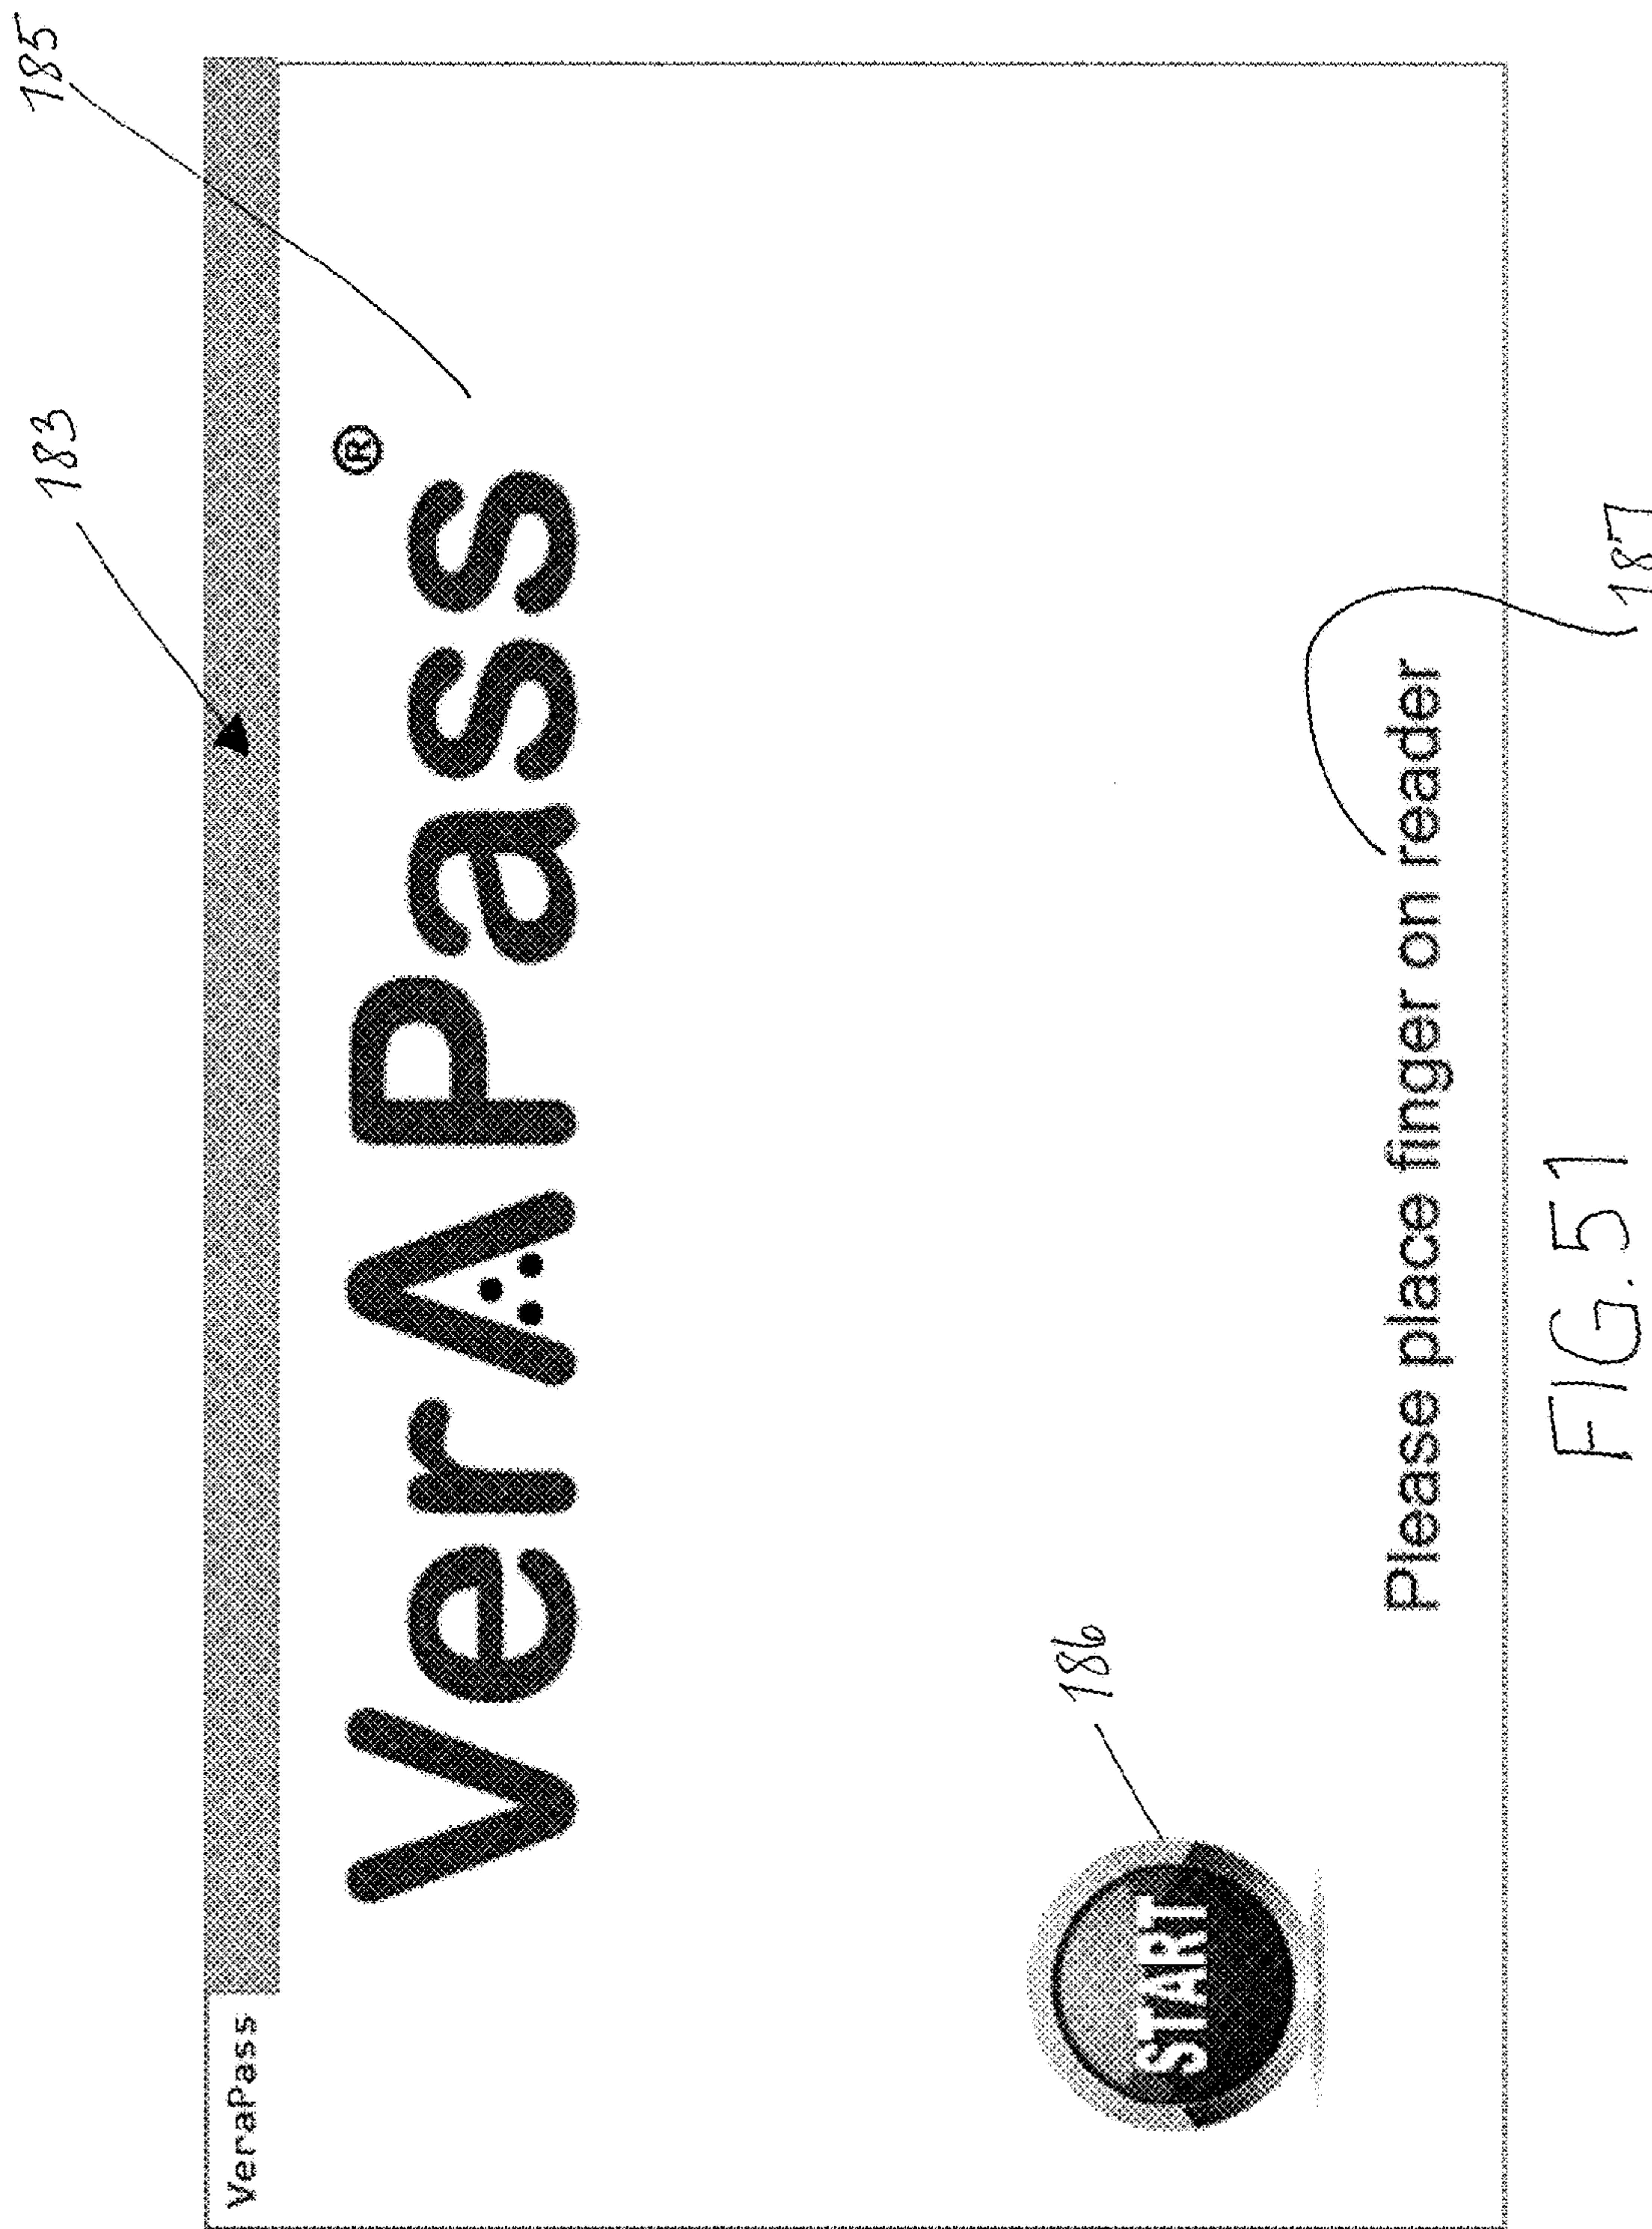 185
183
VeraPass
VerAPass®
186
START
Please place finger on reader
187
FIG. 51